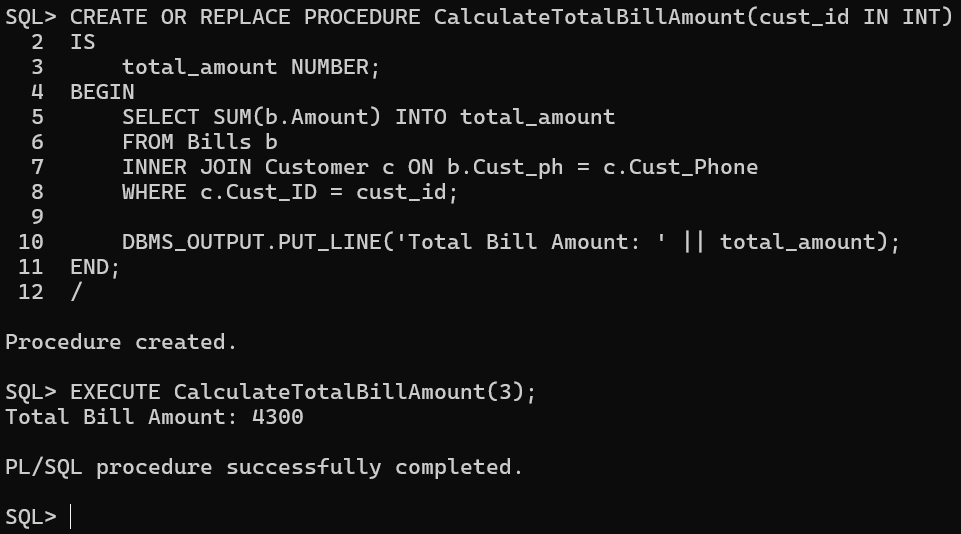 SQL> CREATE OR REPLACE PROCEDURE CalculateTotalBillAmount(cust_id IN INT)
  2  IS
  3      total_amount NUMBER;
  4  BEGIN
  5      SELECT SUM(b.Amount) INTO total_amount
  6      FROM Bills b
  7      INNER JOIN Customer c ON b.Cust_ph = c.Cust_Phone
  8      WHERE c.Cust_ID = cust_id;
  9
 10      DBMS_OUTPUT.PUT_LINE('Total Bill Amount: ' || total_amount);
 11  END;
 12  /
Procedure created.
SQL> EXECUTE CalculateTotalBillAmount(3);
Total Bill Amount: 4300
PL/SQL procedure successfully completed.
SQL>